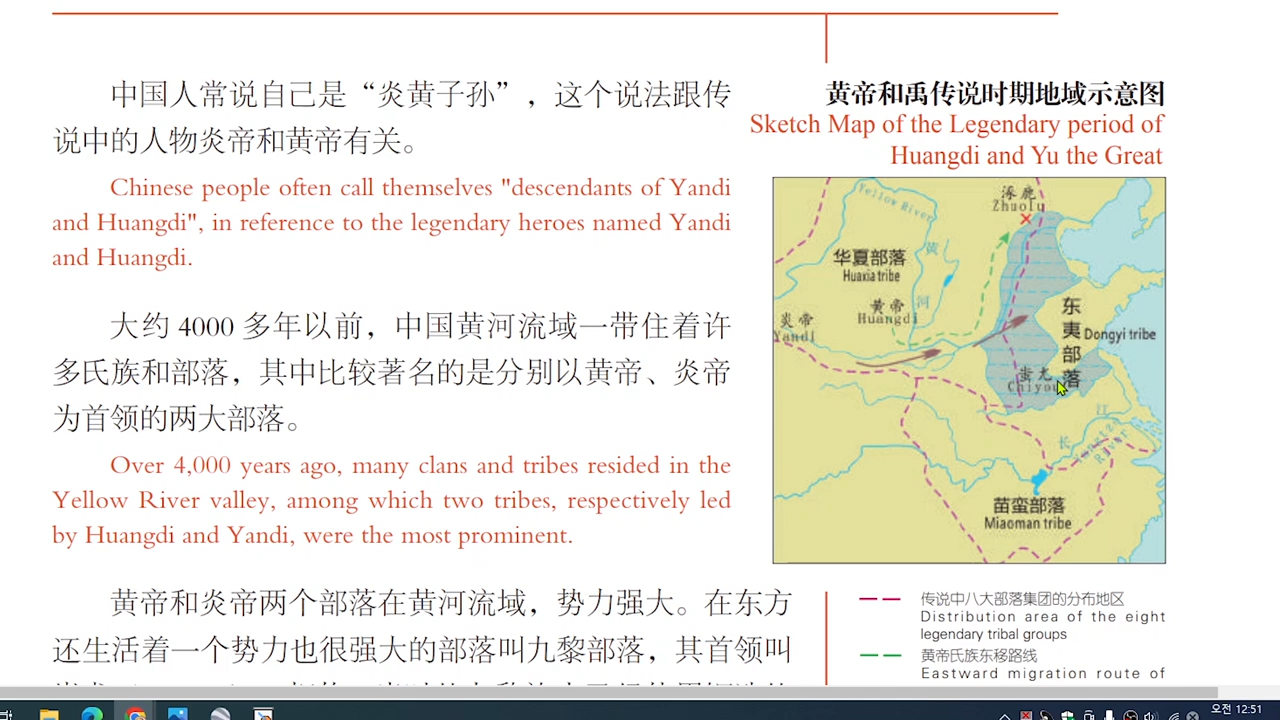 中国人常说自己是“炎黄子孙”，这个说法跟传
说中的人物炎帝和黄帝有关。
Chinese people often call themselves "descendants of Yandi
and Huangdi", in reference to the legendary heroes named Yandi
and Huangdi.
大约 4000 多年以前，中国黄河流域一带住着许
多氏族和部落，其中比较著名的是分别以黄帝、炎帝
为首领的两大部落。
Over 4,000 years ago, many clans and tribes resided in the
Yellow River valley, among which two tribes, respectively led
by Huangdi and Yandi, were the most prominent.
黄帝和炎帝两个部落在黄河流域，势力强大。在东方
还生活着一个势力也很强大的部落叫九黎部落，其首领叫
黄帝和禹传说时期地域示意图
Sketch Map of the Legendary period of
Huangdi and Yu the Great
Yellow River
涿鹿
Zhuolu
黄
河
华夏部落
Huaxia tribe
黄帝
Huangdi
炎帝
Yandi
东夷部落
Dongyi tribe
蚩尤
Chiyou
长
江
Yangtze River
苗蛮部落
Miaoman tribe
传说中八大部落集团的分布地区
Distribution area of the eight
legendary tribal groups
黄帝氏族东移路线
Eastward migration route of
오전 12:51